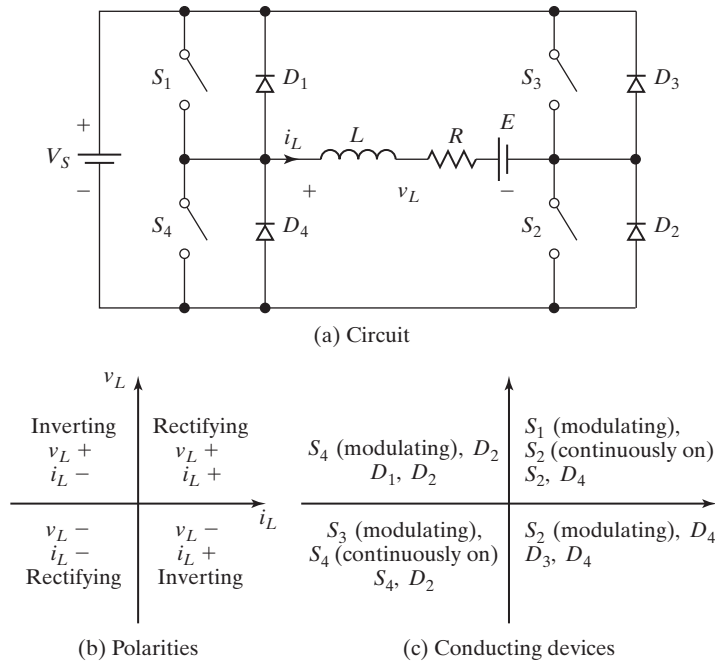 S1
D1
S3
D3
+
VS
−
iL
L
R
E
+
vL
−
S4
D4
S2
D2
(a) Circuit
vL
Inverting
vL +
iL −
Rectifying
vL +
iL +
iL
vL −
iL −
Rectifying
vL −
iL +
Inverting
(b) Polarities
S4 (modulating), D2
D1, D2
S1 (modulating),
S2 (continuously on)
S2, D4
S3 (modulating),
S4 (continuously on)
S4, D2
S2 (modulating), D4
D3, D4
(c) Conducting devices